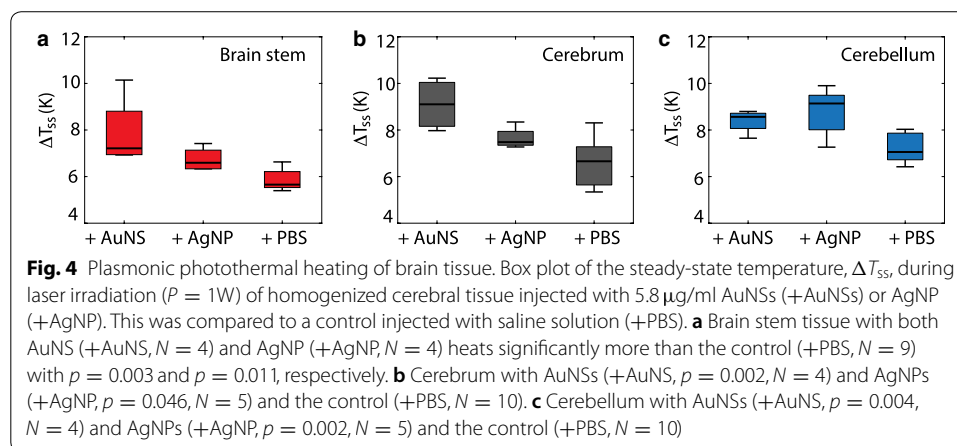 a
12
10
8
6
4
ΔTss (K)
Brain stem
+ AuNS + AgNP + PBS
b
12
10
8
6
4
ΔTss (K)
Cerebrum
+ AuNS + AgNP + PBS
c
12
10
8
6
4
ΔTss (K)
Cerebellum
+ AuNS + AgNP + PBS
Fig. 4 Plasmonic photothermal heating of brain tissue. Box plot of the steady-state temperature, ΔTss, during
laser irradiation (P = 1W) of homogenized cerebral tissue injected with 5.8 μg/ml AuNSs (+AuNSs) or AgNP
(+AgNP). This was compared to a control injected with saline solution (+PBS). a Brain stem tissue with both
AuNS (+AuNS, N = 4) and AgNP (+AgNP, N = 4) heats significantly more than the control (+PBS, N = 9)
with p = 0.003 and p = 0.011, respectively. b Cerebrum with AuNSs (+AuNS, p = 0.002, N = 4) and AgNPs
(+AgNP, p = 0.046, N = 5) and the control (+PBS, N = 10). c Cerebellum with AuNSs (+AuNS, p = 0.004,
N = 4) and AgNPs (+AgNP, p = 0.002, N = 5) and the control (+PBS, N = 10)